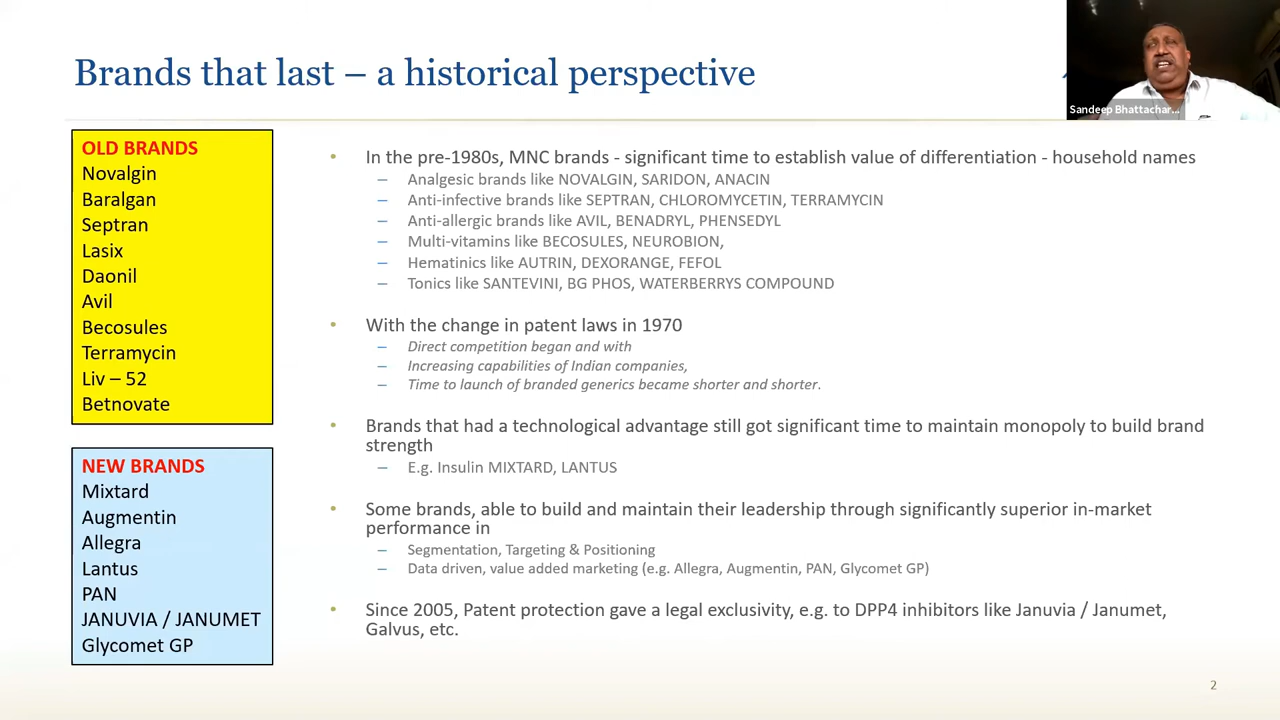 Brands that last – a historical perspective
Sandeep Bhattachar...
OLD BRANDS
Novalgin
Baralgan
Septran
Lasix
Daonil
Avil
Becosules
Terramycin
Liv – 52
Betnovate
NEW BRANDS
Mixtard
Augmentin
Allegra
Lantus
PAN
JANUVIA / JANUMET
Glycomet GP
• In the pre-1980s, MNC brands - significant time to establish value of differentiation - household names
– Analgesic brands like NOVALGIN, SARIDON, ANACIN
– Anti-infective brands like SEPTRAN, CHLOROMYCETIN, TERRAMYCIN
– Anti-allergic brands like AVIL, BENADRYL, PHENSEDYL
– Multi-vitamins like BECOSULES, NEUROBION,
– Hematinics like AUTRIN, DEXORANGE, FEFOL
– Tonics like SANTEVINI, BG PHOS, WATERBERRYS COMPOUND
• With the change in patent laws in 1970
– Direct competition began and with
– Increasing capabilities of Indian companies,
– Time to launch of branded generics became shorter and shorter.
• Brands that had a technological advantage still got significant time to maintain monopoly to build brand
strength
– E.g. Insulin MIXTARD, LANTUS
• Some brands, able to build and maintain their leadership through significantly superior in-market
performance in
– Segmentation, Targeting & Positioning
– Data driven, value added marketing (e.g. Allegra, Augmentin, PAN, Glycomet GP)
• Since 2005, Patent protection gave a legal exclusivity, e.g. to DPP4 inhibitors like Januvia / Janumet,
Galvus, etc.
2